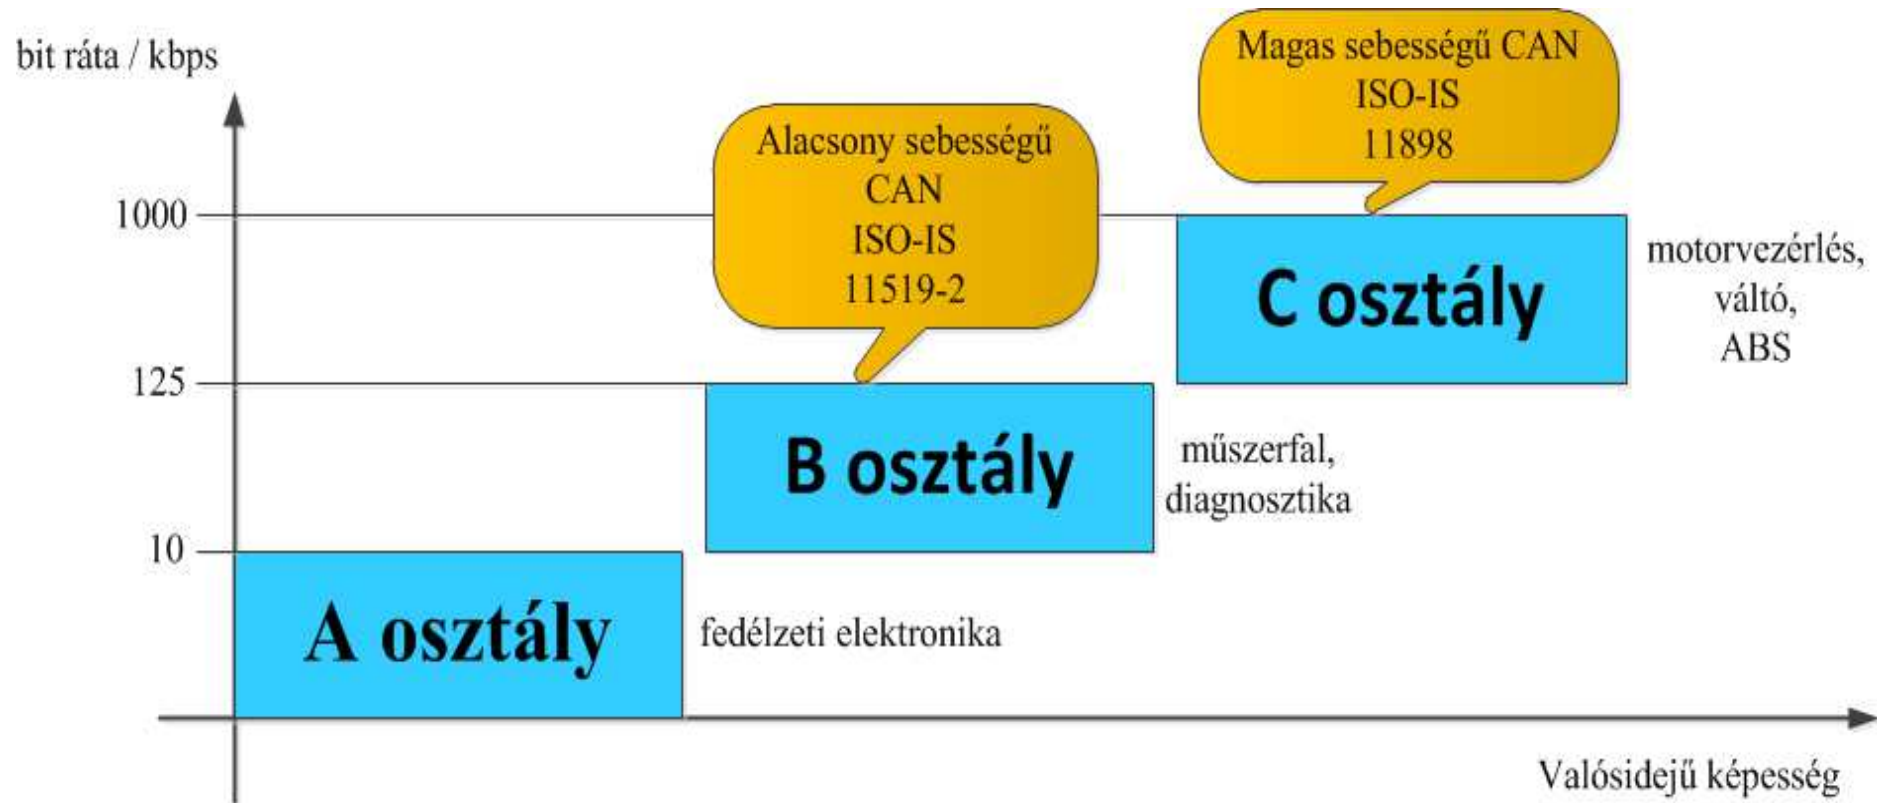 bit ráta / kbps
Magas sebességű CAN
ISO-IS
11898
Alacsony sebességű
CAN
ISO-IS
11519-2
1000
C osztály
motorvezérlés,
váltó,
ABS
125
B osztály
műszerfal,
diagnosztika
10
A osztály
fedélzeti elektronika
Valósidejű képesség